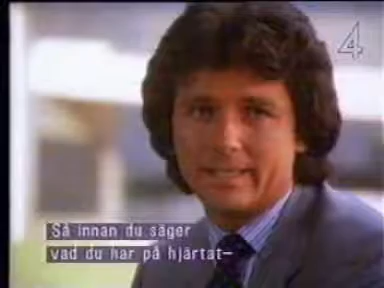 4
Så innan du säger
vad du har på hjärtat–